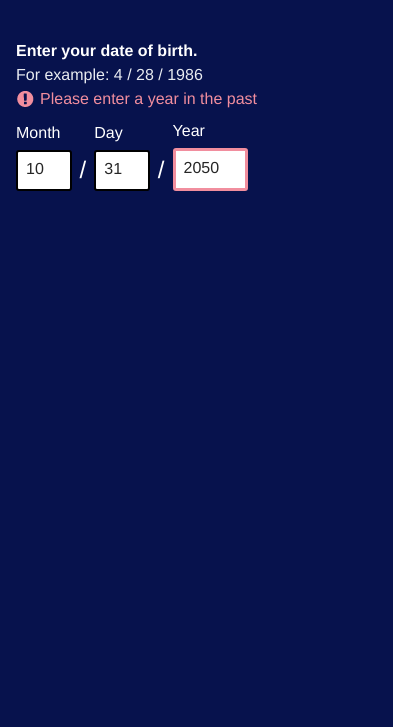 Enter your date of birth.
For example: 4 / 28 / 1986
Please enter a year in the past
Month Day Year
10 / 31 / 2050